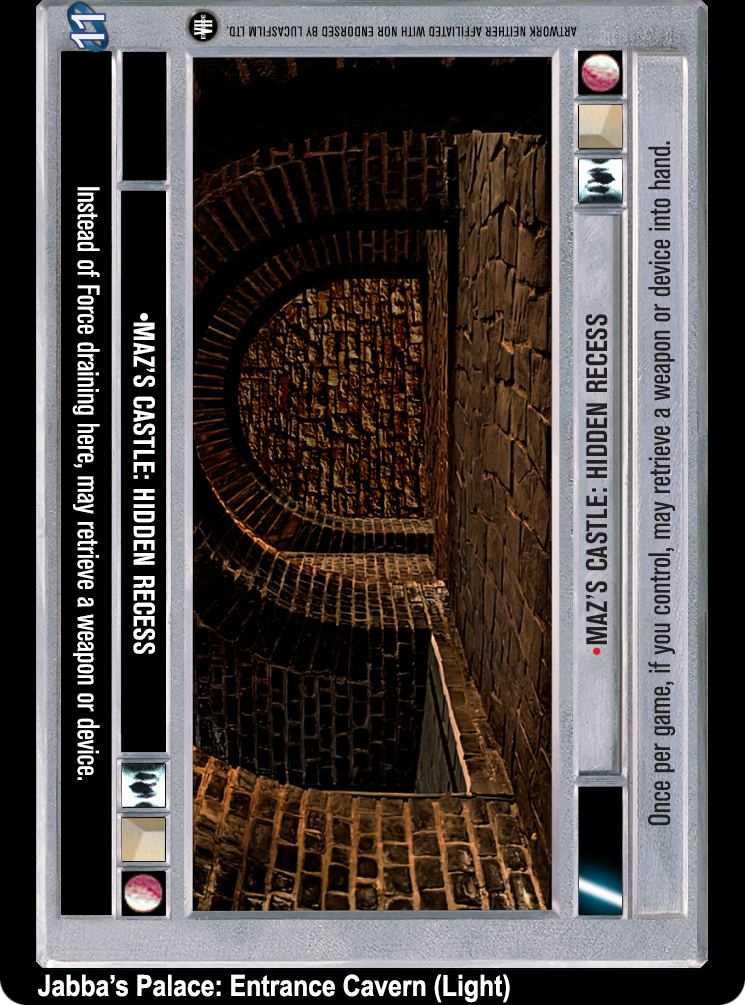 11
ARTWORK NEITHER AFFILIATED WITH NOR ENDORSED BY LUCASFILM LTD.
Instead of Force draining here, may retrieve a weapon or device.
•MAZ'S CASTLE: HIDDEN RECESS
•MAZ'S CASTLE: HIDDEN RECESS
Once per game, if you control, may retrieve a weapon or device into hand.
Jabba's Palace: Entrance Cavern (Light)